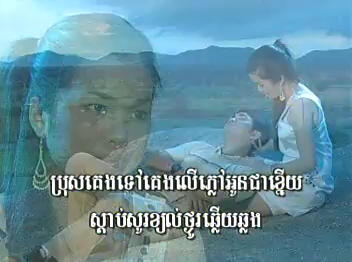 ប្រុសគេងទៅគេងលើភ្លៅអូនជាខ្នើយ
ស្ដាប់សូរខ្យល់ថ្ងូរឆ្លើយឆ្លង